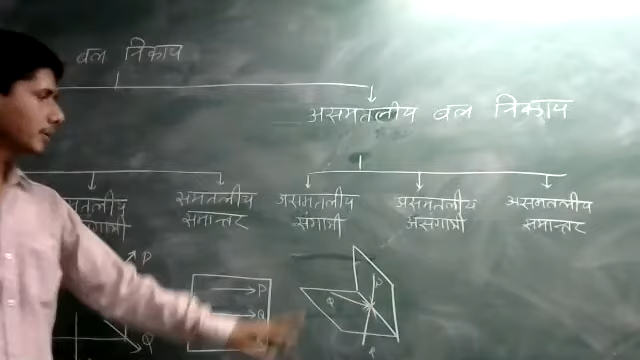 बल त्रिकाय
असमतलीय बल त्रिकाय
समतलीय
समान्तर
असमतलीय
संगामी
असमतलीय
असंगामी
असमतलीय
समान्तर
P
Q
P
Q
P
Q